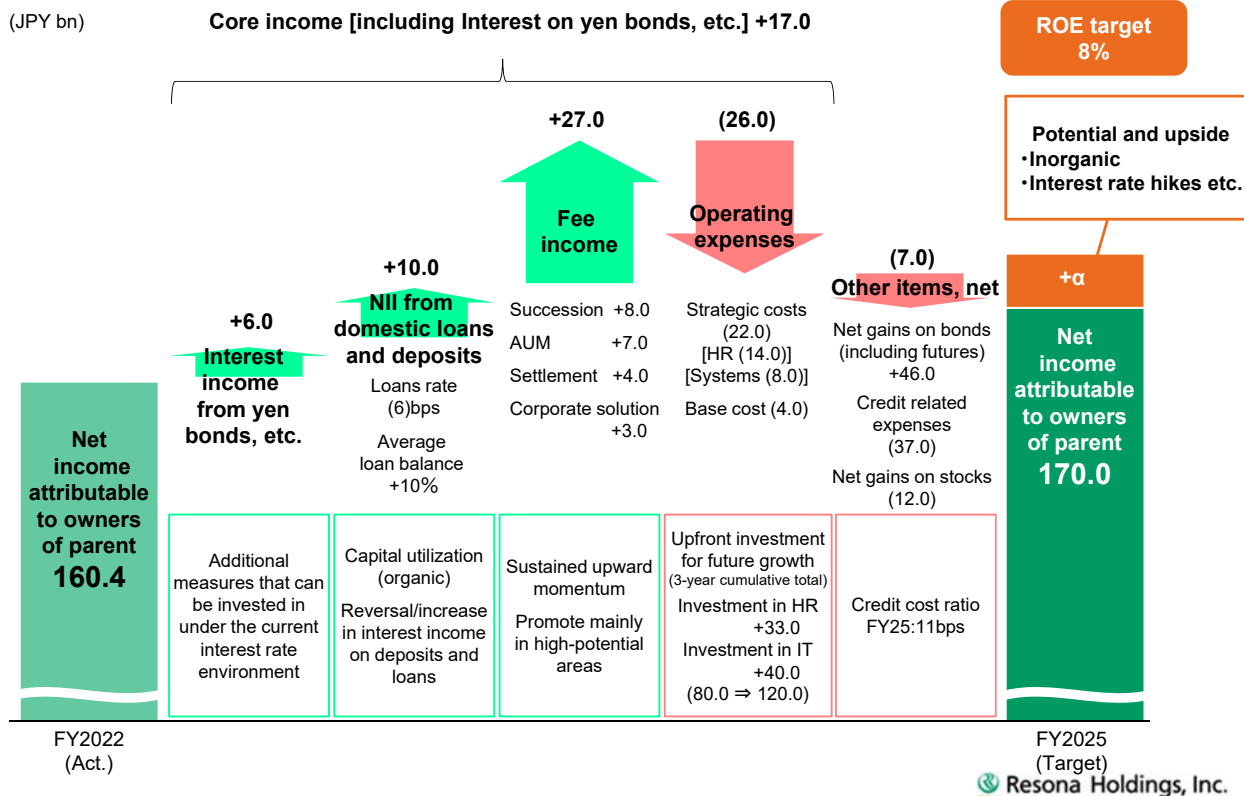 (JPY bn)
Core income [including Interest on yen bonds, etc.] +17.0
ROE target
8%
Potential and upside
・Inorganic
・Interest rate hikes etc.
Net
income
attributable
to owners
of parent
160.4
+6.0
Interest
income
from yen
bonds, etc.
+10.0
NII from
domestic loans
and deposits
Loans rate
(6)bps
Average
loan balance
+10%
+27.0
Fee
income
Succession +8.0
AUM +7.0
Settlement +4.0
Corporate solution
+3.0
(26.0)
Operating
expenses
Strategic costs
(22.0)
[HR (14.0)]
[Systems (8.0)]
Base cost (4.0)
(7.0)
Other items, net
Net gains on bonds
(including futures)
+46.0
Credit related
expenses
(37.0)
Net gains on stocks
(12.0)
+α
Net
income
attributable
to owners
of parent
170.0
Additional
measures that can
be invested in
under the current
interest rate
environment
Capital utilization
(organic)
Reversal/increase
in interest income
on deposits and
loans
Sustained upward
momentum
Promote mainly
in high-potential
areas
Upfront investment
for future growth
(3-year cumulative total)
Investment in HR
+33.0
Investment in IT
+40.0
(80.0 ⇒ 120.0)
Credit cost ratio
FY25:11bps
FY2022
(Act.)
FY2025
(Target)
Resona Holdings, Inc.